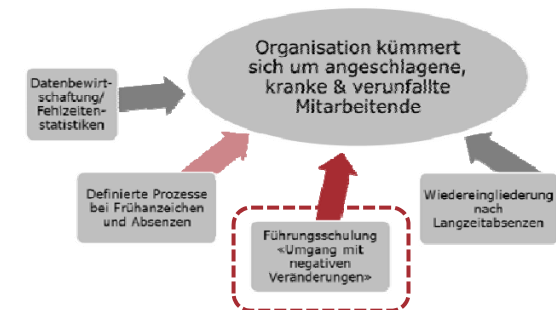 Organisation kümmert
sich um angeschlagene,
kranke & verunfallte
Mitarbeitende
Datenbewirt-
schaftung/
Fehlzeiten-
statistiken
Definierte Prozesse
bei Frühanzeichen
und Absenzen
Führungsschulung
«Umgang mit
negativen
Veränderungen»
Wiedereingliederung
nach
Langzeitabsenzen